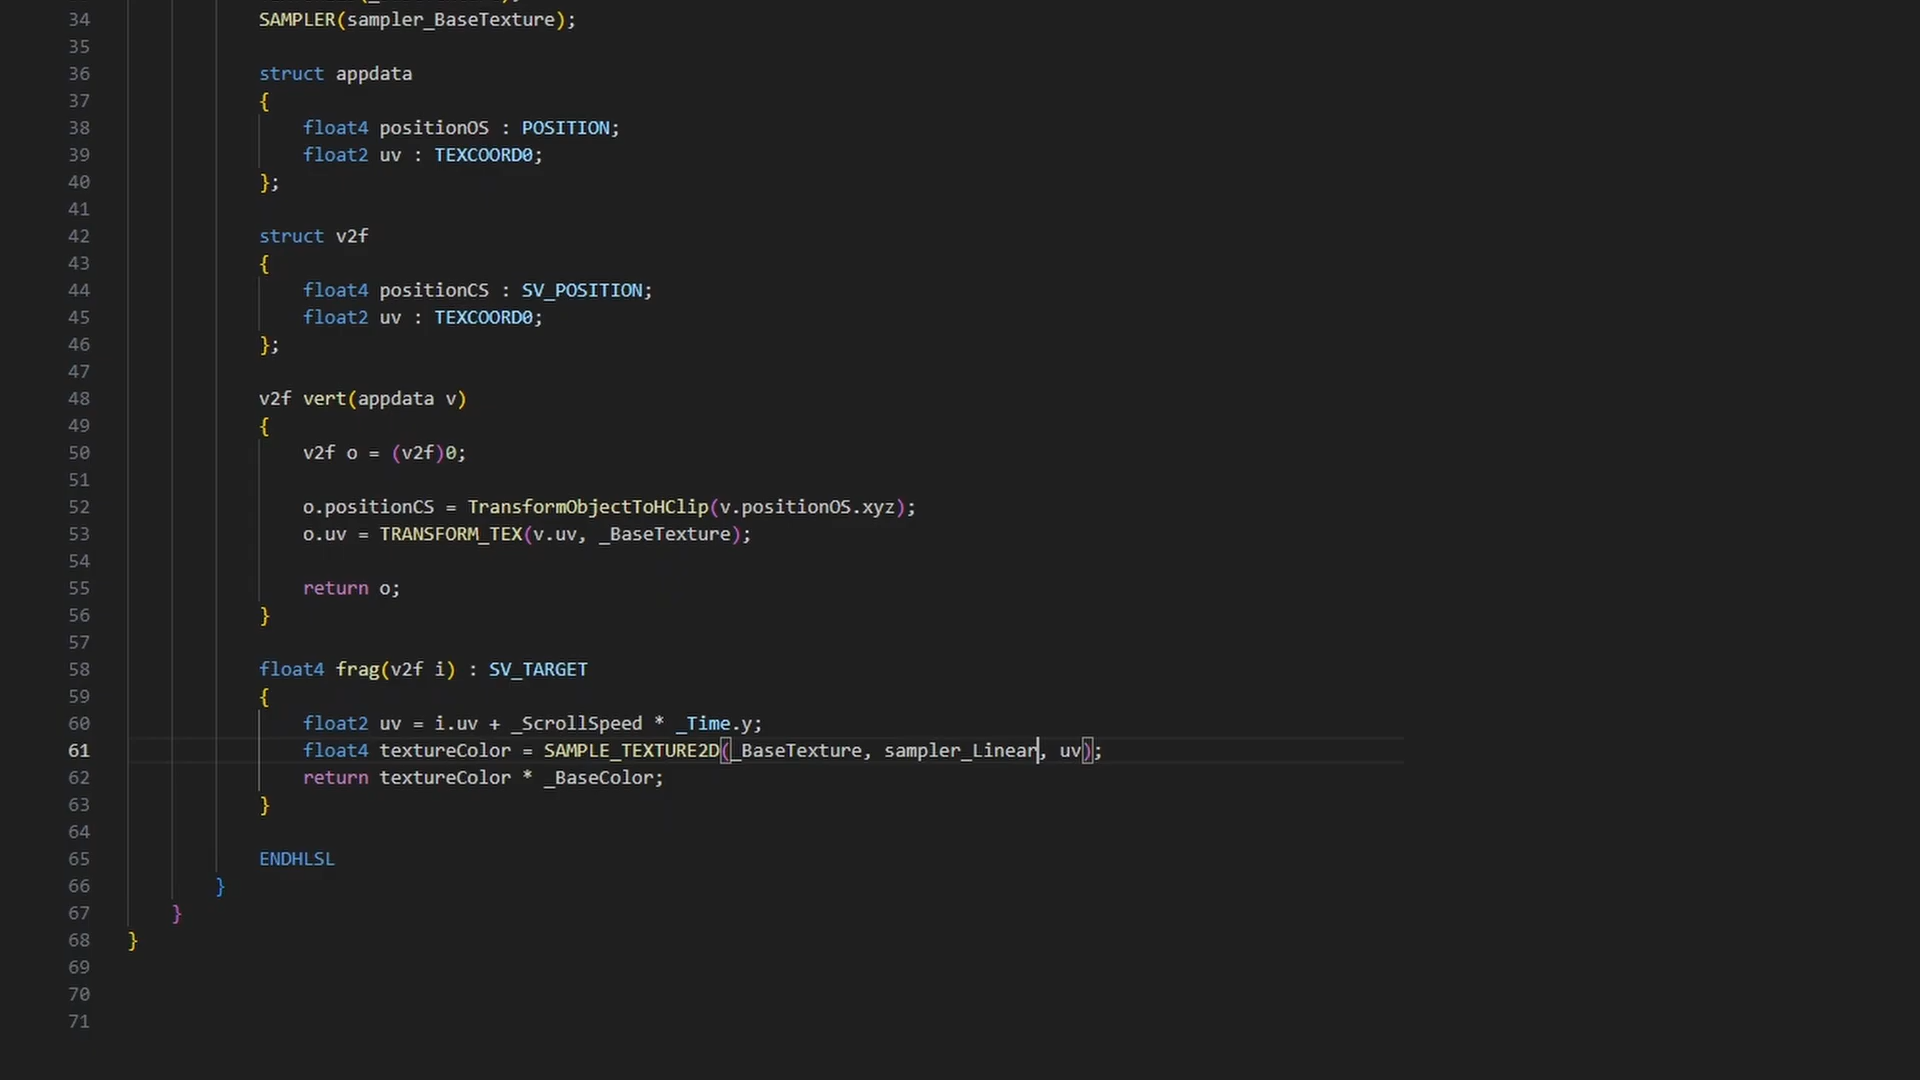 34 SAMPLER(sampler_BaseTexture);
35
36 struct appdata
37 {
38 float4 positionOS : POSITION;
39 float2 uv : TEXCOORD0;
40 };
41
42 struct v2f
43 {
44 float4 positionCS : SV_POSITION;
45 float2 uv : TEXCOORD0;
46 };
47
48 v2f vert(appdata v)
49 {
50 v2f o = (v2f)0;
51
52 o.positionCS = TransformObjectToHClip(v.positionOS.xyz);
53 o.uv = TRANSFORM_TEX(v.uv, _BaseTexture);
54
55 return o;
56 }
57
58 float4 frag(v2f i) : SV_TARGET
59 {
60 float2 uv = i.uv + _ScrollSpeed * _Time.y;
61 float4 textureColor = SAMPLE_TEXTURE2D(_BaseTexture, sampler_Linear, uv);
62 return textureColor * _BaseColor;
63 }
64
65 ENDHLSL
66 }
67 }
68 }
69
70
71